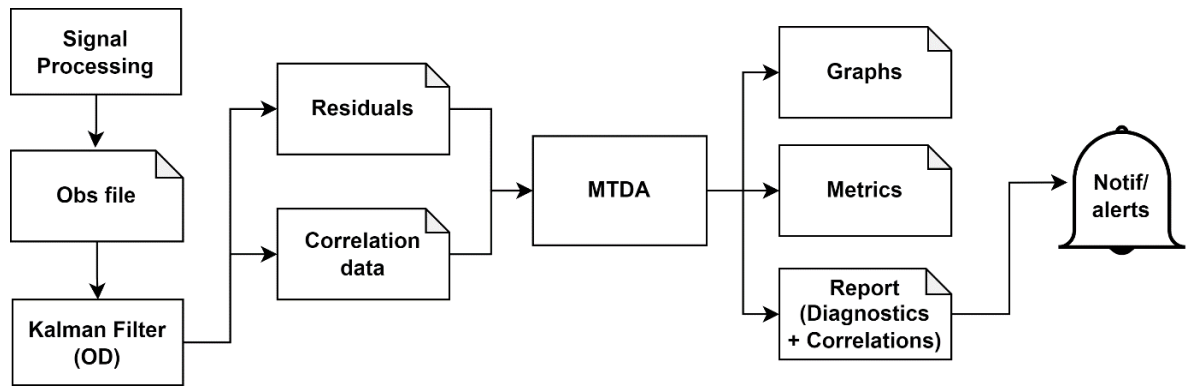 Signal
Processing
Obs file
Kalman Filter
(OD)
Residuals
Correlation
data
MTDA
Graphs
Metrics
Report
(Diagnostics
+ Correlations)
Notif/
alerts